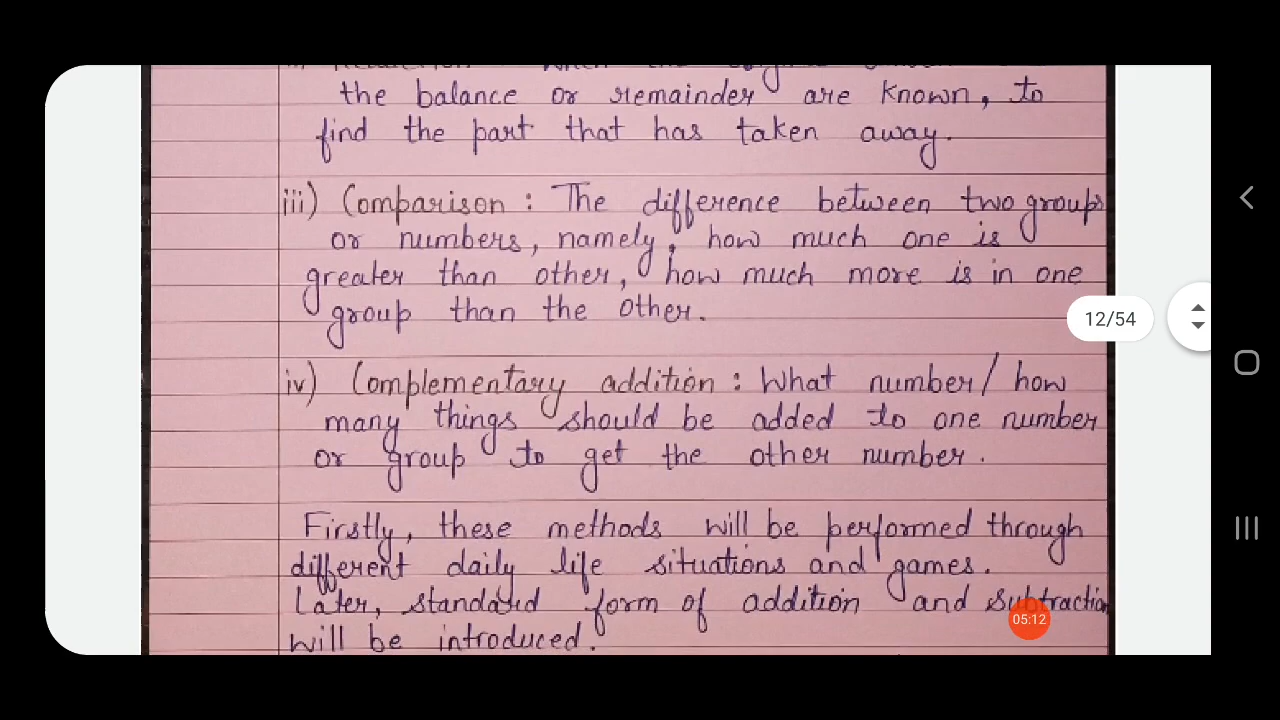 the balance or remainder are known, to
find the part that has taken away.
iii) Comparison : The difference between two groups
or numbers, namely, how much one is
greater than other, how much more is in one
group than the other.
12/54
iv) Complementary addition : What number/ how
many things should be added to one number
or group to get the other number.
Firstly, these methods will be performed through
different daily life situations and games.
Later, standard form of addition and subtraction
05:12
will be introduced.